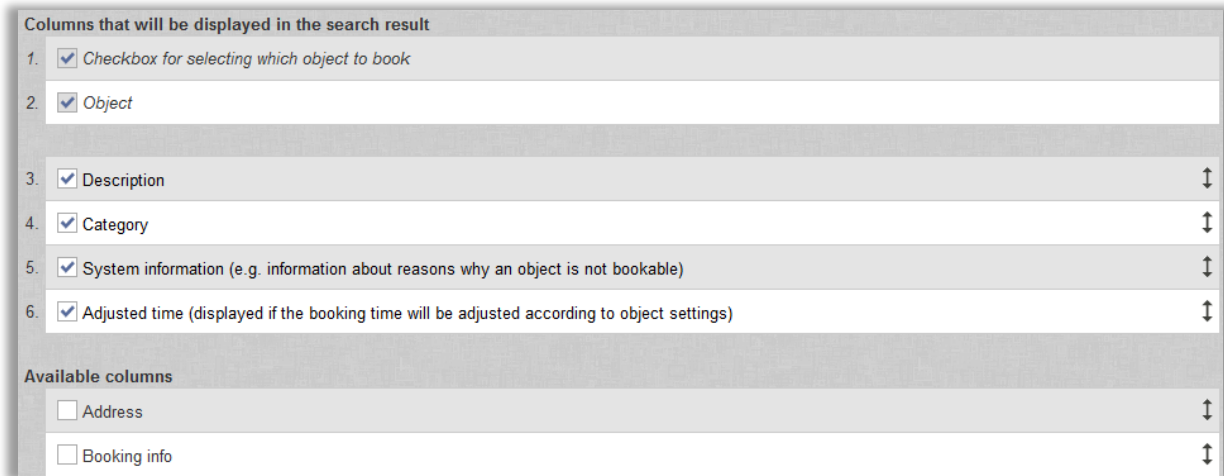 Columns that will be displayed in the search result
1. Checkbox for selecting which object to book
2. Object
3. Description
4. Category
5. System information (e.g. information about reasons why an object is not bookable)
6. Adjusted time (displayed if the booking time will be adjusted according to object settings)
Available columns
Address
Booking info